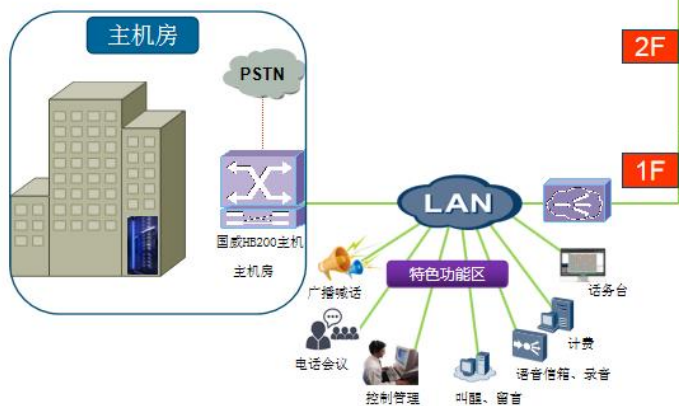 主机房
PSTN
2F
1F
LAN
国威HB200主机
主机房
特色功能区
广播喊话
话务台
电话会议
计费
语音信箱、录音
控制管理
叫醒、留言